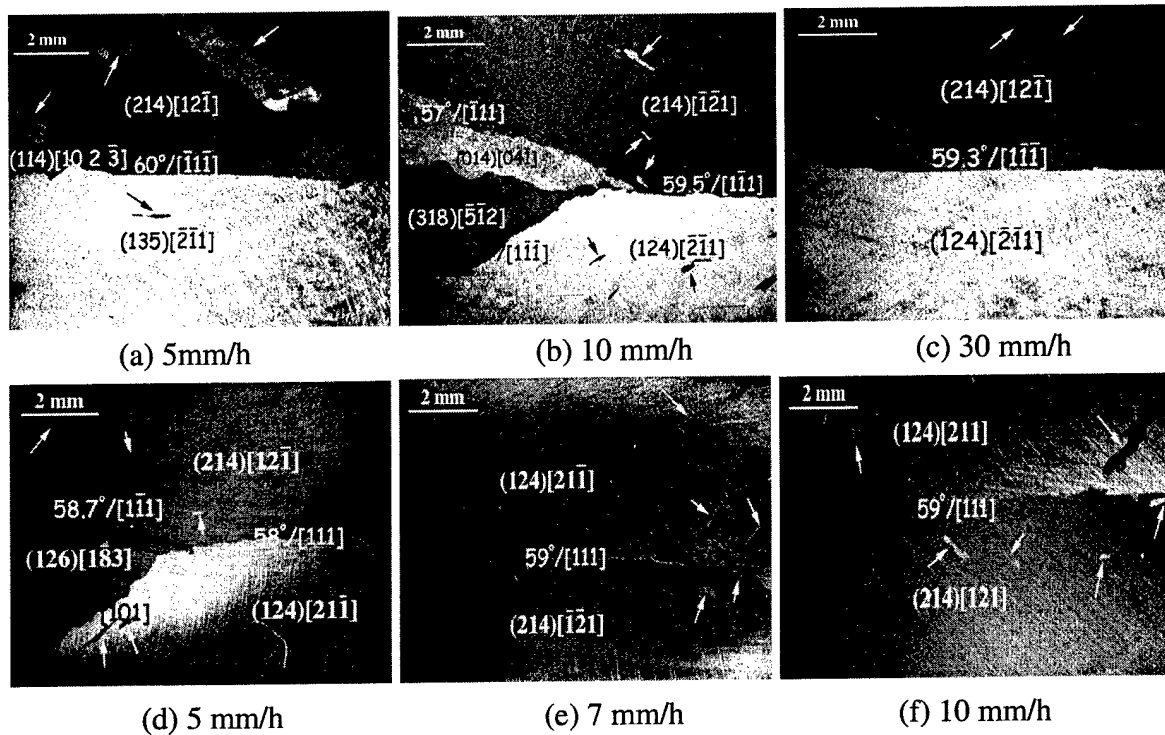 2 mm
(214)[12̄1̄]
(114)[10 2 3̄]
60°/[1̄11̄]
(135)[2̄1̄1]
(a) 5mm/h
2 mm
57°/[1̄11]
(214)[1̄2̄1]
(014)[041̄]
59.5°/[1̄1̄1]
(318)[5̄1̄2]
/[11̄1̄]
(124)[2̄1̄1]
(b) 10 mm/h
2 mm
(214)[121̄]
59.3°/[11̄1̄]
(124)[2̄1̄1]
(c) 30 mm/h
2 mm
(214)[121̄]
58.7°/[11̄1]
58°/[111]
(126)[18̄3]
[101]
(124)[211̄]
(d) 5 mm/h
2 mm
(124)[211̄]
59°/[111]
(214)[1̄2̄1]
(e) 7 mm/h
2 mm
(124)[211]
59°/[111]
(214)[121]
(f) 10 mm/h